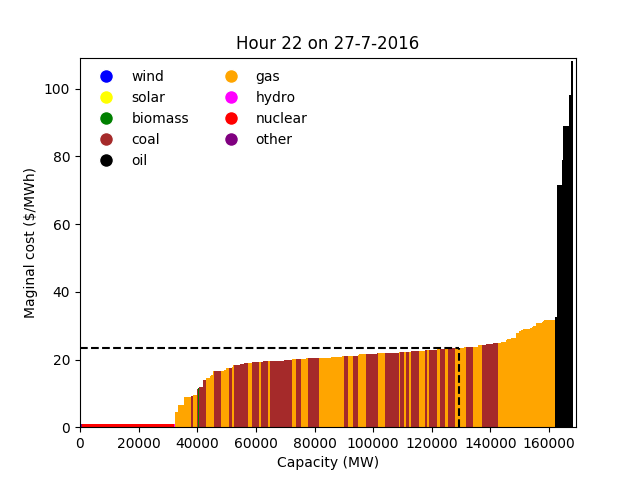 Hour 22 on 27-7-2016
Maginal cost ($/MWh)
100
80
60
40
20
0
wind
solar
biomass
coal
oil
gas
hydro
nuclear
other
0 20000 40000 60000 80000 100000 120000 140000 160000
Capacity (MW)